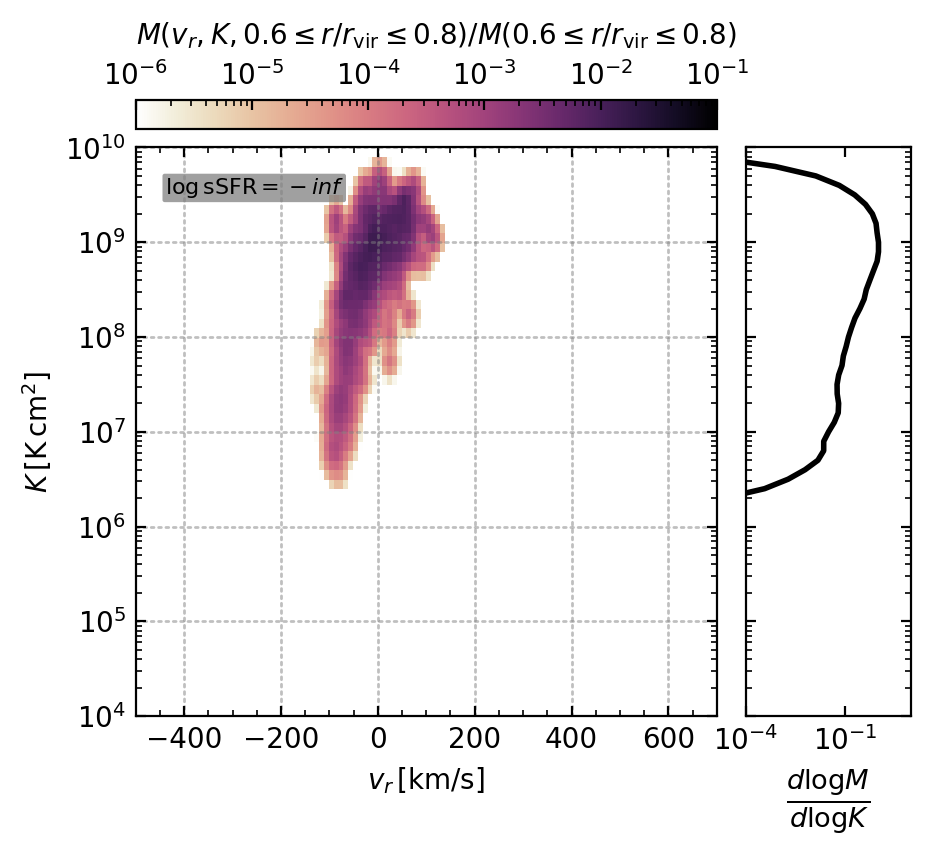 M(v_r, K, 0.6 ≤ r/r_vir ≤ 0.8)/M(0.6 ≤ r/r_vir ≤ 0.8)
10^−6 10^−5 10^−4 10^−3 10^−2 10^−1
10^10
log sSFR = −inf
10^9
10^8
10^7
K [K cm^2]
10^6
10^5
10^4
−400 −200 0 200 400 600 10^−4 10^−1
v_r [km/s]
dlogM
dlogK